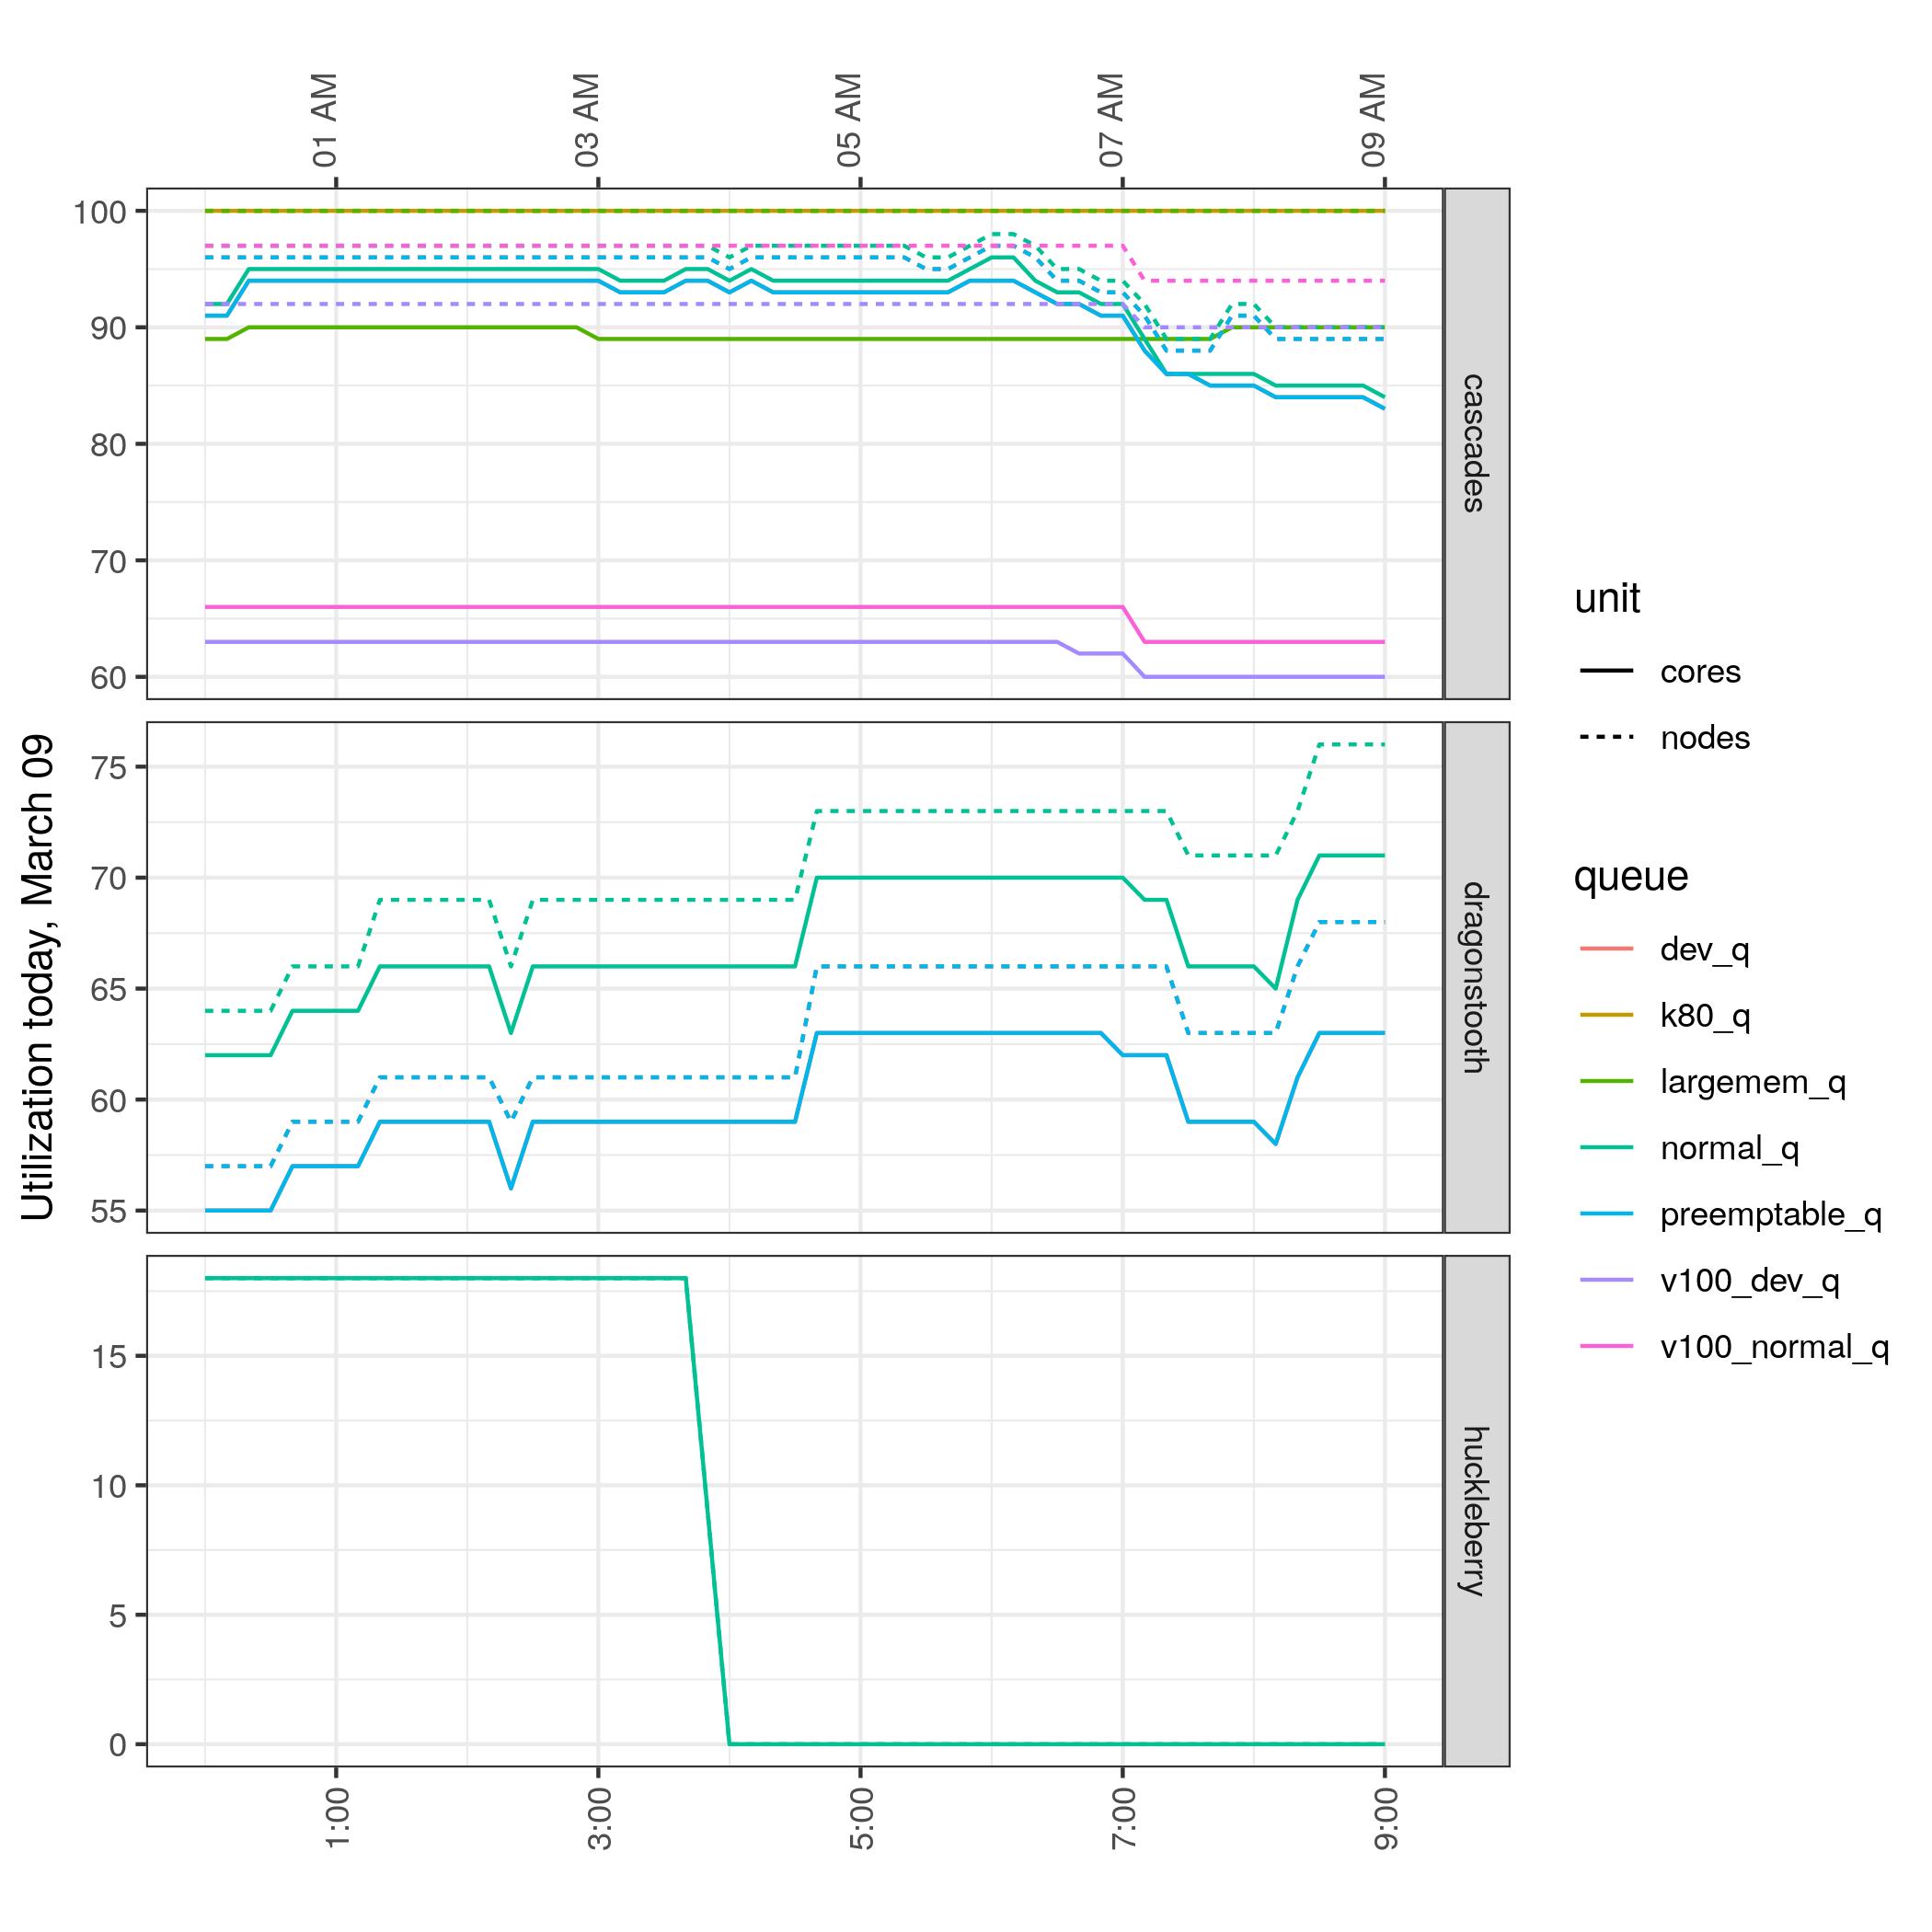 01 AM
03 AM
05 AM
07 AM
09 AM
Utilization today, March 09
100
90
80
70
60
cascades
75
70
65
60
55
dragonstooth
15
10
5
0
huckleberry
1:00
3:00
5:00
7:00
9:00
unit
cores
nodes
queue
dev_q
k80_q
largemem_q
normal_q
preemptable_q
v100_dev_q
v100_normal_q